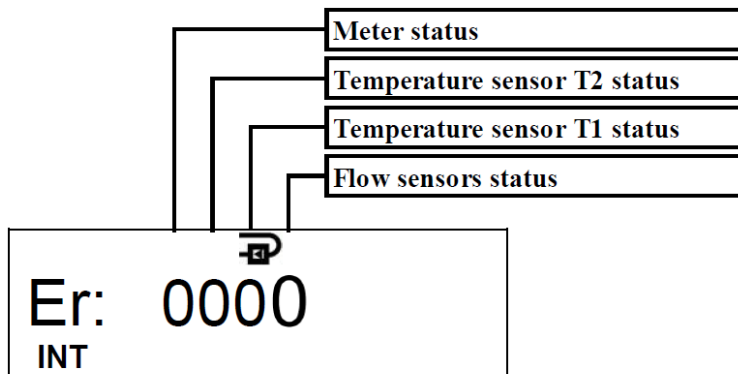 Meter status
Temperature sensor T2 status
Temperature sensor T1 status
Flow sensors status
Er: 0000
INT